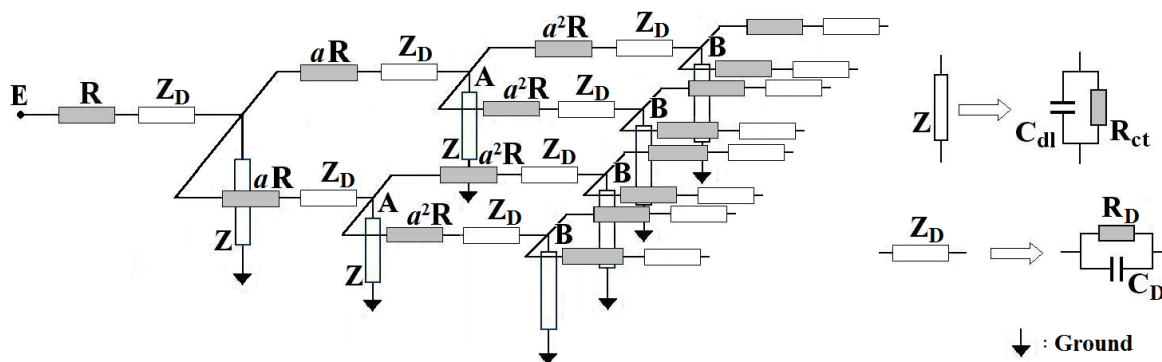 a²R Z_D
aR Z_D B
E R Z_D A a²R Z_D
Z a²R Z_D B
aR Z_D
A a²R Z_D B
Z
Z B
Z C_dl R_ct
Z_D R_D
C_D
: Ground